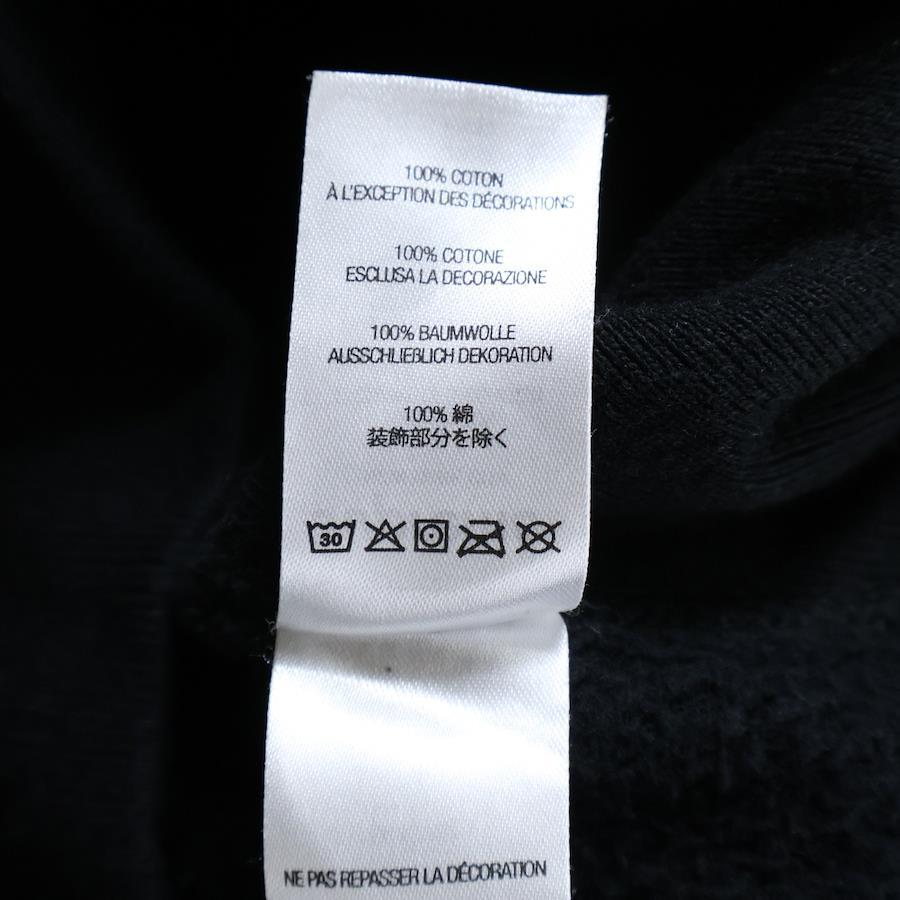 100% COTON
À L'EXCEPTION DES DÉCORATIONS
100% COTONE
ESCLUSA LA DECORAZIONE
100% BAUMWOLLE
AUSSCHLIEßLICH DEKORATION
100% 綿
装飾部分を除く
30
NE PAS REPASSER LA DÉCORATION